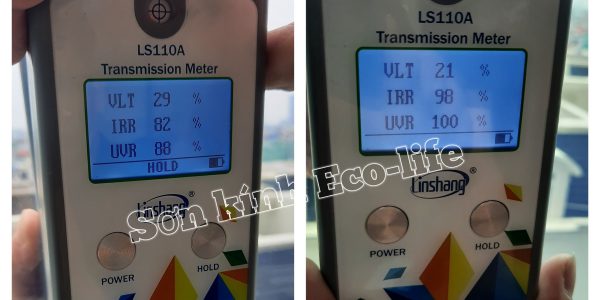 LS110A
Transmission Meter
VLT 29 %
IRR 82 %
UVR 88 %
HOLD
Linshang®
POWER
HOLD
LS110A
Transmission Meter
VLT 21 %
IRR 98 %
UVR 100 %
Linshang®
POWER
HOLD
Sơn kính Eco-life